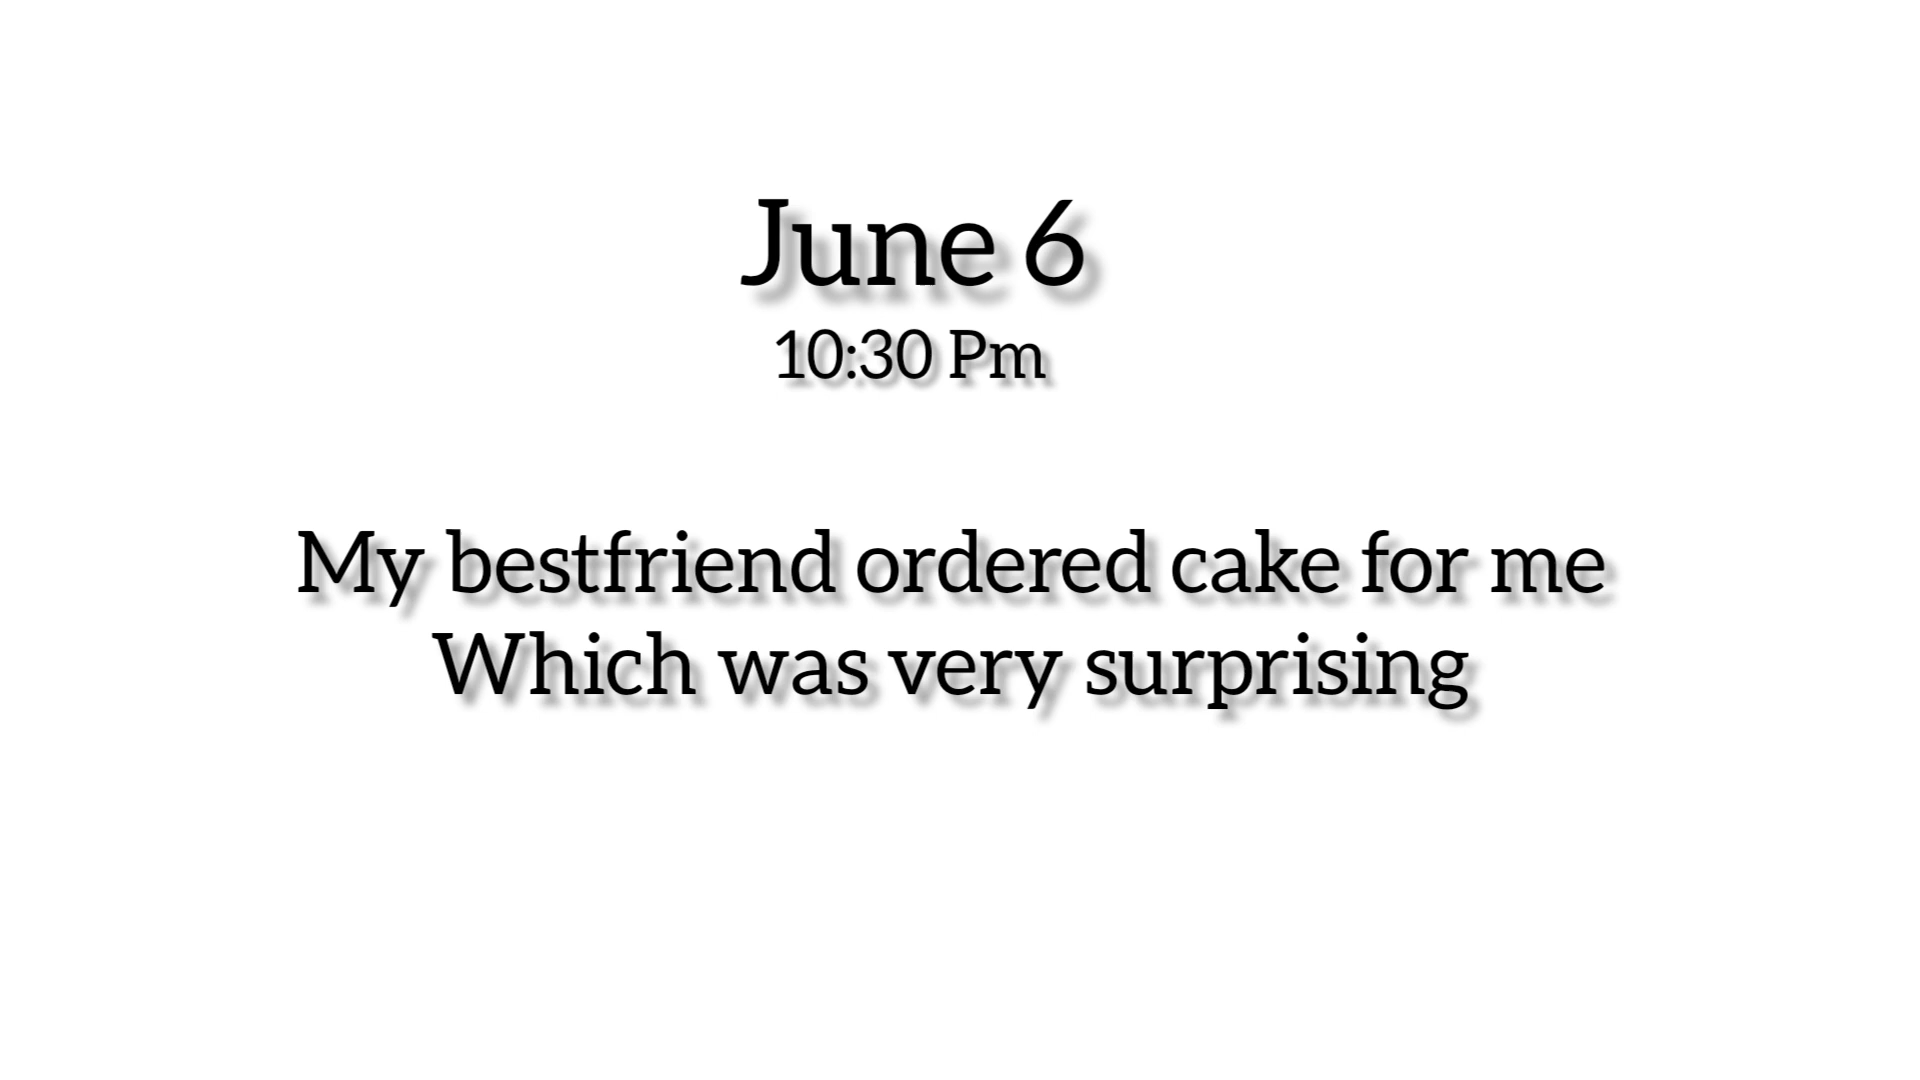 June 6
10:30 Pm
My bestfriend ordered cake for me
Which was very surprising